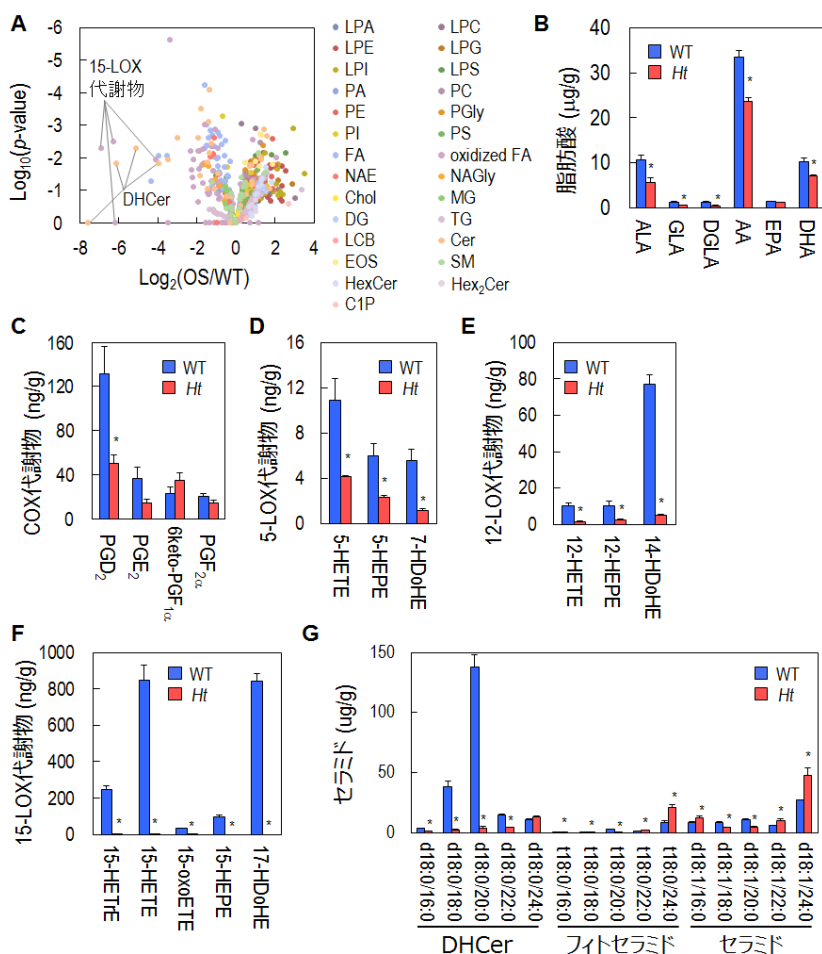 A
Log₁₀(p-value)
-6
-5
-4
-3
-2
-1
0
15-LOX
代謝物
DHCer
-8 -6 -4 -2 0 2 4
Log₂(OS/WT)
LPA LPC
LPE LPG
LPI LPS
PA PC
PE PGly
PI PS
FA oxidized FA
NAE NAGly
Chol MG
DG TG
LCB Cer
EOS SM
HexCer Hex₂Cer
C1P
B
脂肪酸 (µg/g)
40
30
20
10
0
WT
Ht
* * * * *
ALA GLA DGLA AA EPA DHA
C
COX代謝物 (ng/g)
160
120
80
40
0
WT
Ht
*
PGD₂ PGE₂ 6keto-PGF₁α PGF₂α
D
5-LOX代謝物 (ng/g)
16
12
8
4
0
WT
Ht
* * *
5-HETE 5-HEPE 7-HDoHE
E
12-LOX代謝物 (ng/g)
100
80
60
40
20
0
WT
Ht
* * *
12-HETE 12-HEPE 14-HDoHE
F
15-LOX代謝物 (ng/g)
1000
800
600
400
200
0
WT
Ht
* * * * *
15-HETrE 15-HETE 15-oxoETE 15-HEPE 17-HDoHE
G
セラミド (ug/g)
150
100
50
0
WT
Ht
* * * * * * * * * * * * * *
d18:0/16:0 d18:0/18:0 d18:0/20:0 d18:0/22:0 d18:0/24:0 t18:0/16:0 t18:0/18:0 t18:0/20:0 t18:0/22:0 t18:0/24:0 d18:1/16:0 d18:1/18:0 d18:1/20:0 d18:1/22:0 d18:1/24:0
DHCer フィトセラミド セラミド